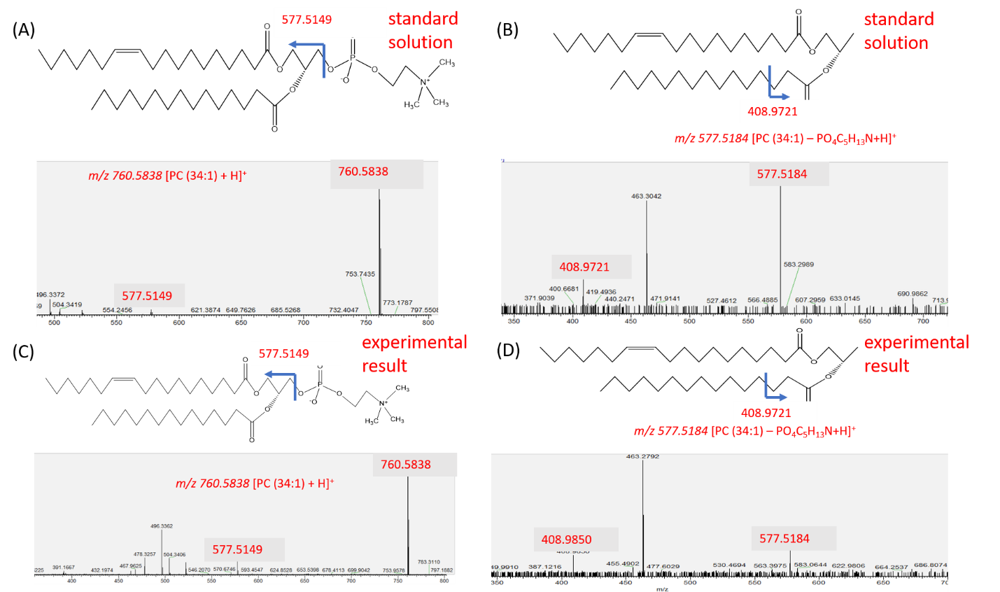 (A)
577.5149
standard
solution
O
O
O
O
O
P
-O
O
N+
CH3
CH3
H3C
m/z 760.5838 [PC (34:1) + H]+
760.5838
753.7435
496.3372
504.3419
554.2456
577.5149
621.3874
649.7626
685.5268
732.4047
773.1787
797.5508
500 550 600 650 700 750 800
(B)
standard
solution
O
O
O
408.9721
m/z 577.5184 [PC (34:1) – PO4C5H13N+H]+
577.5184
463.3042
408.9721
583.2989
371.9039
400.6681
419.4936
440.2471
471.9141
527.4612
566.4885
607.2959
633.0145
690.9862
350 400 450 500 550 600 650 700
(C)
577.5149
experimental
result
O
O
O
O
O
O
P
-O
O
N+
CH3
CH3
H3C
760.5838
m/z 760.5838 [PC (34:1) + H]+
496.3362
577.5149
478.3257
504.3406
467.9625
391.1667
432.1974
546.2070
570.6746
593.4547
624.8528
653.5398
678.4113
699.9042
753.9578
783.3110
797.1882
400 450 500 550 600 650 700 750 800
(D)
experimental
result
O
O
O
408.9721
m/z 577.5184 [PC (34:1) – PO4C5H13N+H]+
463.2792
408.9850
577.5184
387.1216
455.4902
477.6029
530.4694
563.3975
583.0644
622.9806
664.2537
686.8074
350 400 450 500 550 600 650
m/z